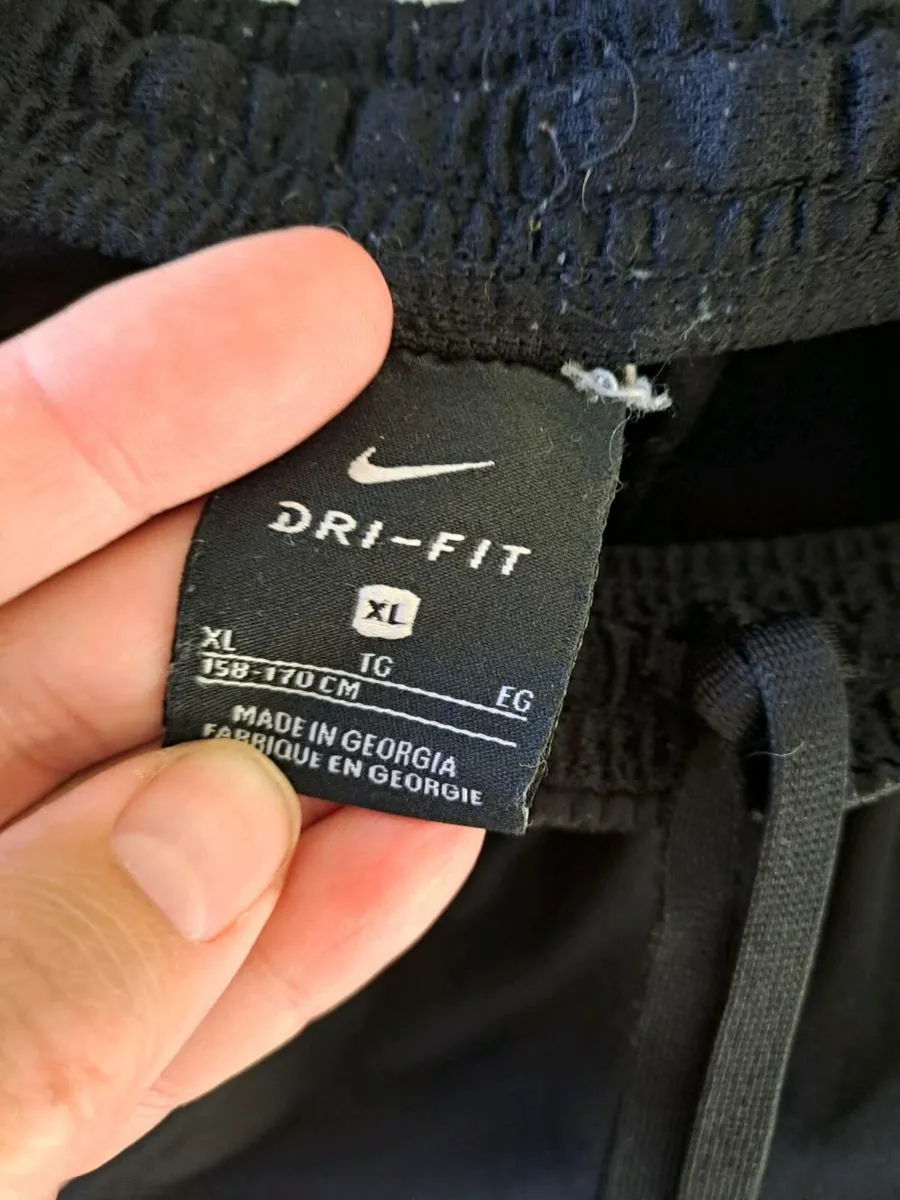 DRI-FIT
XL
XL TG EG
158-170 CM
MADE IN GEORGIA
FABRIQUE EN GEORGIE